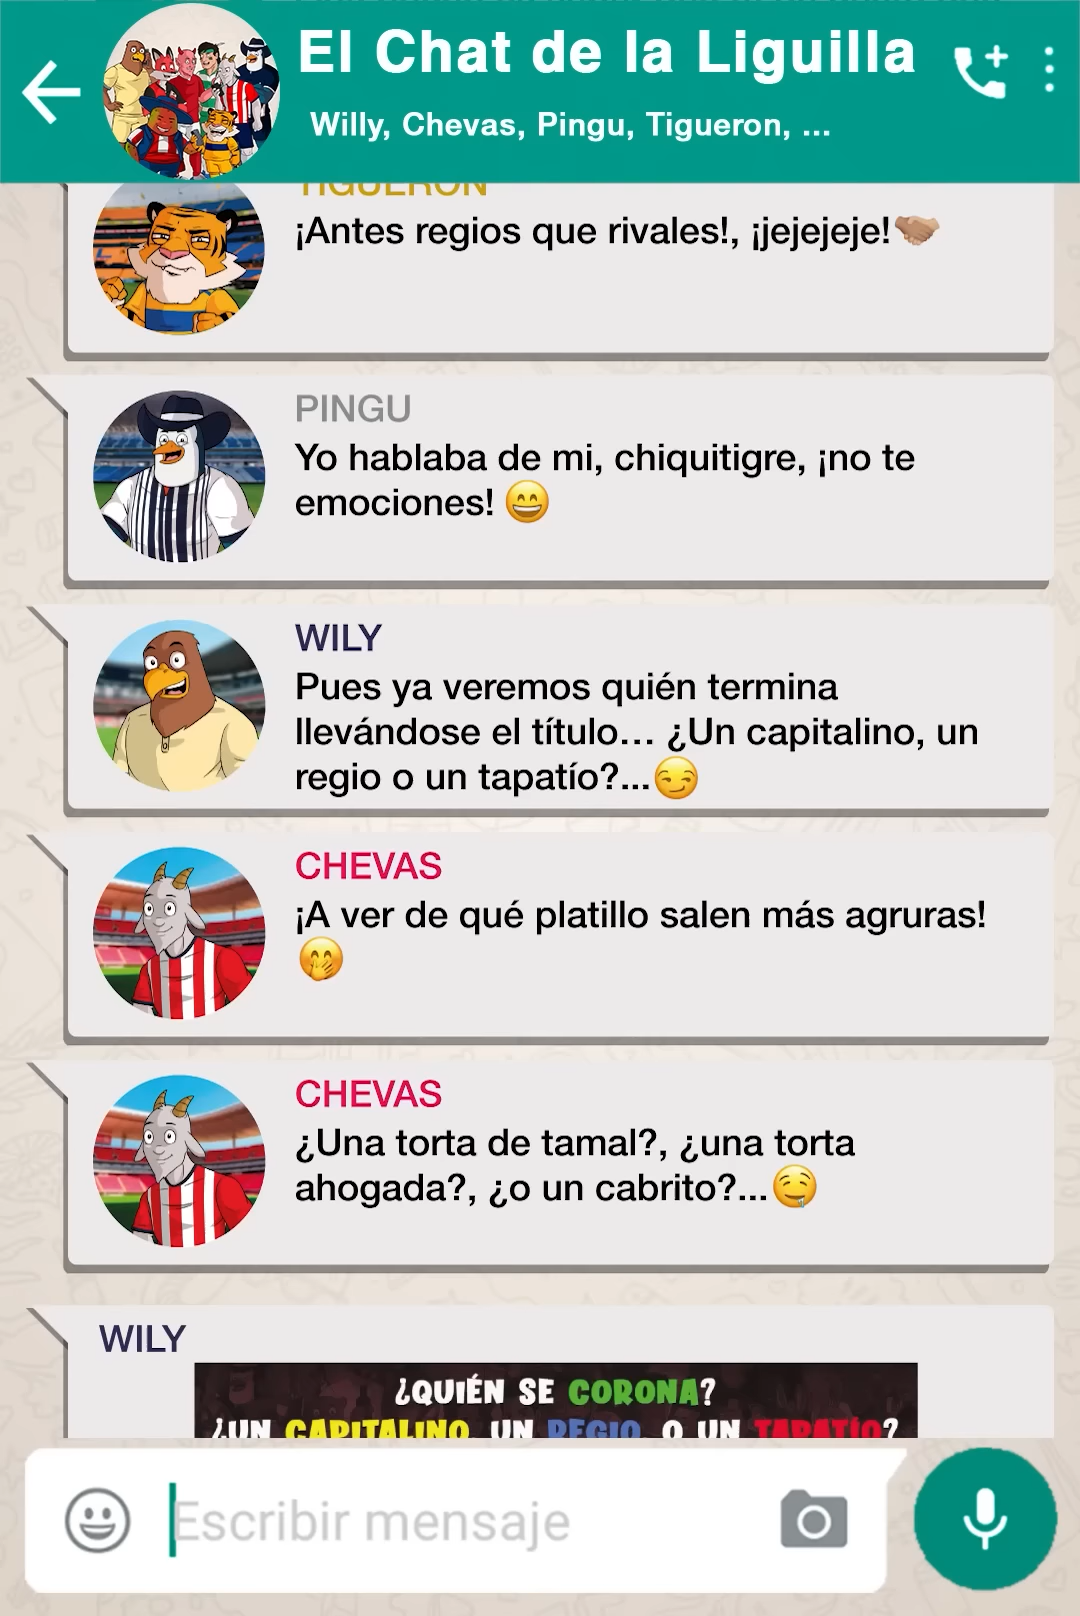 El Chat de la Liguilla
Willy, Chevas, Pingu, Tigueron, ...
TIGUERON
¡Antes regios que rivales!, ¡jejejeje!🤝🏽
PINGU
Yo hablaba de mi, chiquitigre, ¡no te
emociones! 😄
WILY
Pues ya veremos quién termina
llevándose el título... ¿Un capitalino, un
regio o un tapatío?...😏
CHEVAS
¡A ver de qué platillo salen más agruras!
🤭
CHEVAS
¿Una torta de tamal?, ¿una torta
ahogada?, ¿o un cabrito?...🤤
WILY
¿QUIÉN SE CORONA?
¿UN CAPITALINO, UN REGIO, O UN TAPATÍO?
Escribir mensaje